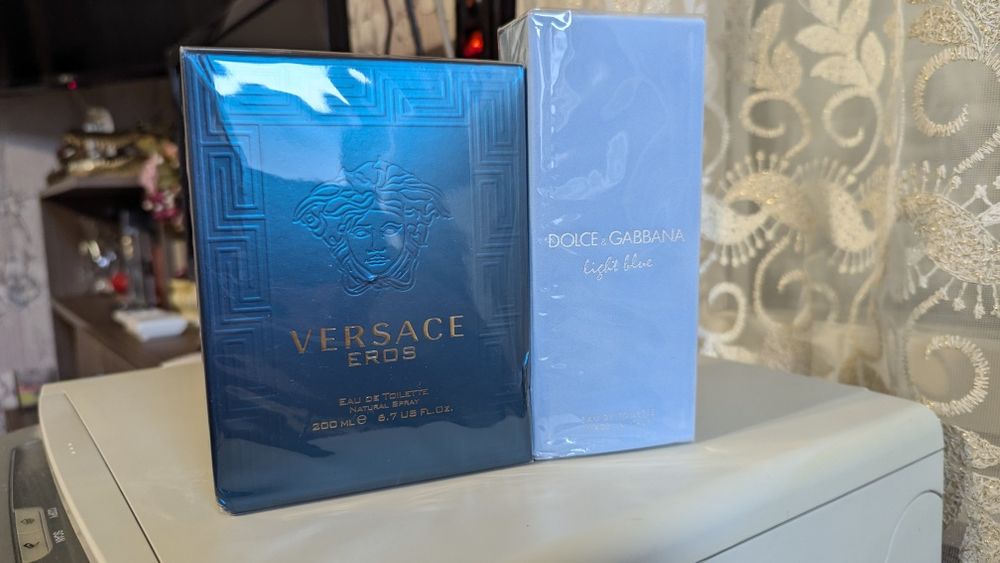 VERSACE
EROS
EAU DE TOILETTE
NATURAL SPRAY
200 ML e 6.7 US FL.OZ.
DOLCE & GABBANA
light blue
EAU DE TOILETTE